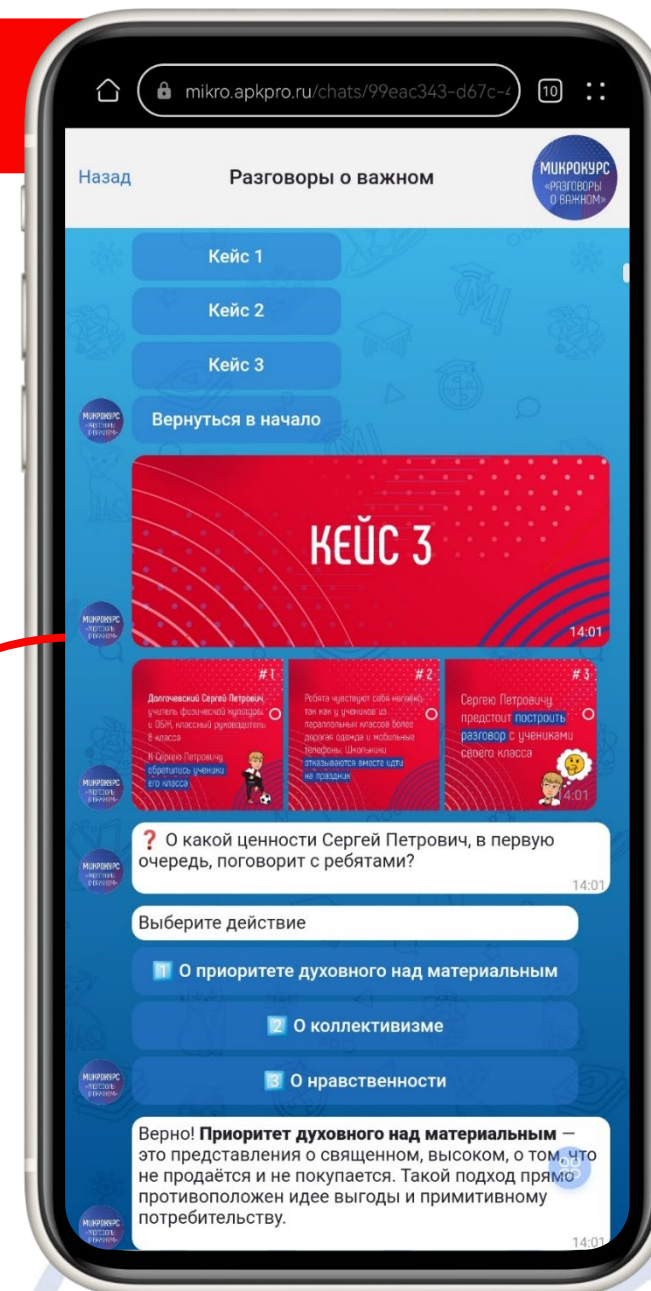 mikro.apkpro.ru/chats/99eac343-d67c-4
10
Назад
Разговоры о важном
МИКРОКУРС
«РАЗГОВОРЫ
О ВАЖНОМ»
Кейс 1
Кейс 2
Кейс 3
Вернуться в начало
КЕЙС 3
14:01
#1
Долгочевский Сергей Петрович,
учитель физической культуры
и ОБЖ, классный руководитель
8 класса
К Сергею Петровичу
обратились ученики
его класса
#2
Ребята чувствуют себя неловко,
так как у учеников из
параллельных классов более
дорогая одежда и мобильные
телефоны. Школьники
отказываются вместе идти
на праздник
#3
Сергею Петровичу
предстоит построить
разговор с учениками
своего класса
14:01
❓ О какой ценности Сергей Петрович, в первую
очередь, поговорит с ребятами?
14:01
Выберите действие
1 О приоритете духовного над материальным
2 О коллективизме
3 О нравственности
Верно! Приоритет духовного над материальным —
это представления о священном, высоком, о том, что
не продаётся и не покупается. Такой подход прямо
противоположен идее выгоды и примитивному
потребительству.
14:01